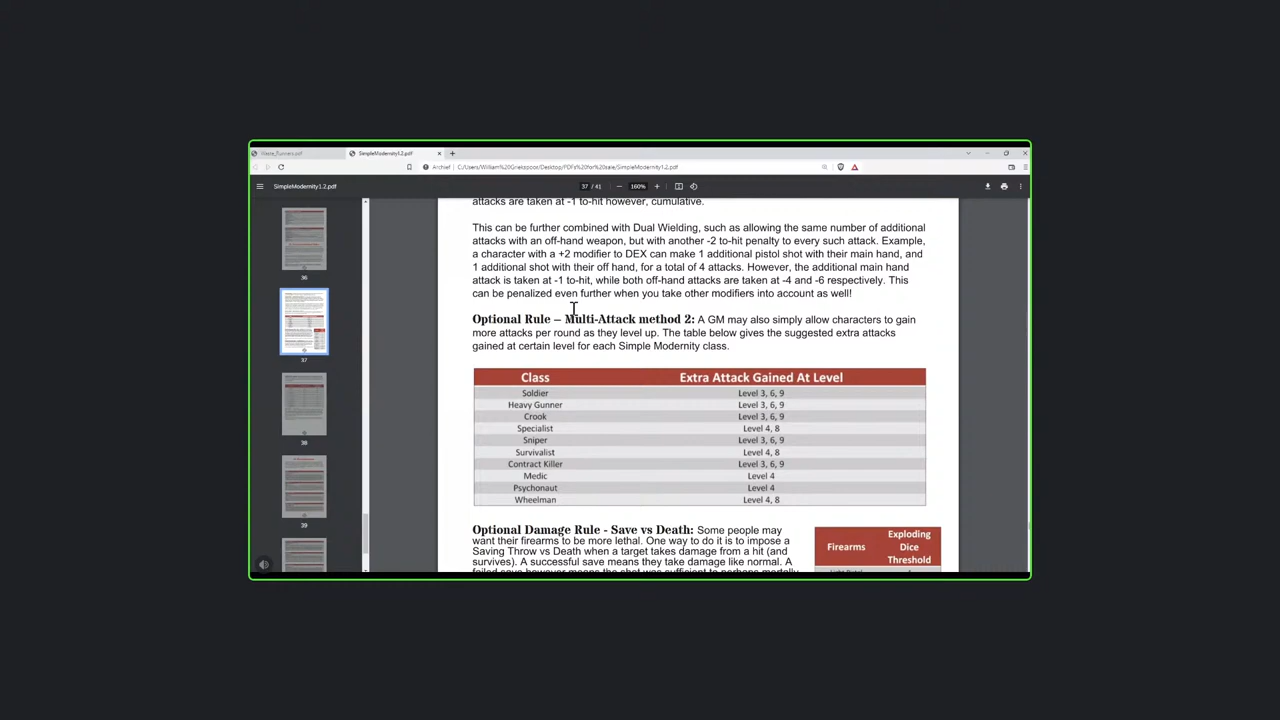 SimpleModernity1.2.pdf
SimpleModernity1.2.pdf
37 / 41
160%
36
37
38
39
attacks are taken at -1 to-hit however, cumulative.
This can be further combined with Dual Wielding, such as allowing the same number of additional
attacks with an off-hand weapon, but with another -2 to-hit penalty to every such attack. Example,
a character with a +2 modifier to DEX can make 1 additional pistol shot with their main hand, and
1 additional shot with their off hand, for a total of 4 attacks. However, the additional main hand
attack is taken at -1 to-hit, while both off-hand attacks are taken at -4 and -6 respectively. This
can be penalized even further when you take other modifiers into account as well!
Optional Rule – Multi-Attack method 2: A GM may also simply allow characters to gain
more attacks per round as they level up. The table below gives the suggested extra attacks
gained at certain level for each Simple Modernity class.
Class Extra Attack Gained At Level
Soldier Level 3, 6, 9
Heavy Gunner Level 3, 6, 9
Crook Level 3, 6, 9
Specialist Level 4, 8
Sniper Level 3, 6, 9
Survivalist Level 4, 8
Contract Killer Level 3, 6, 9
Medic Level 4
Psychonaut Level 4
Wheelman Level 4, 8
Optional Damage Rule - Save vs Death: Some people may
want their firearms to be more lethal. One way to do it is to impose a
Saving Throw vs Death when a target takes damage from a hit (and
survives). A successful save means they take damage like normal. A
Firearms Exploding
Dice
Threshold